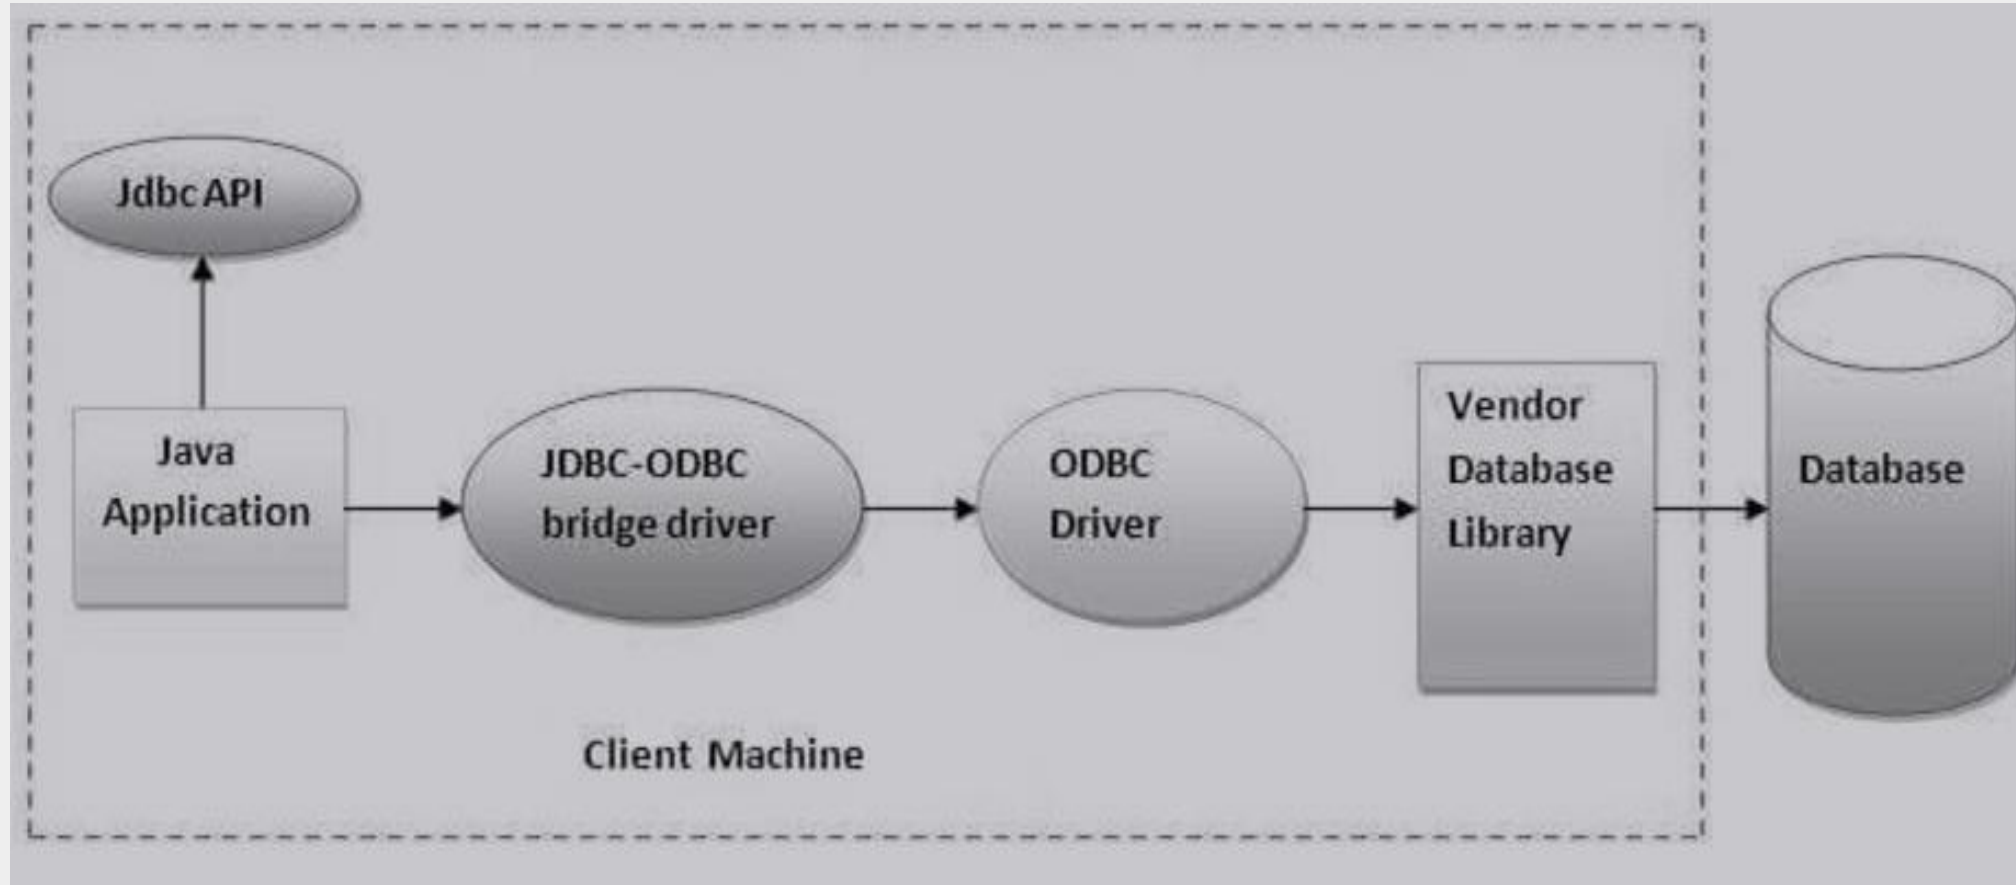 Jdbc API
Java
Application
JDBC-ODBC
bridge driver
ODBC
Driver
Vendor
Database
Library
Database
Client Machine